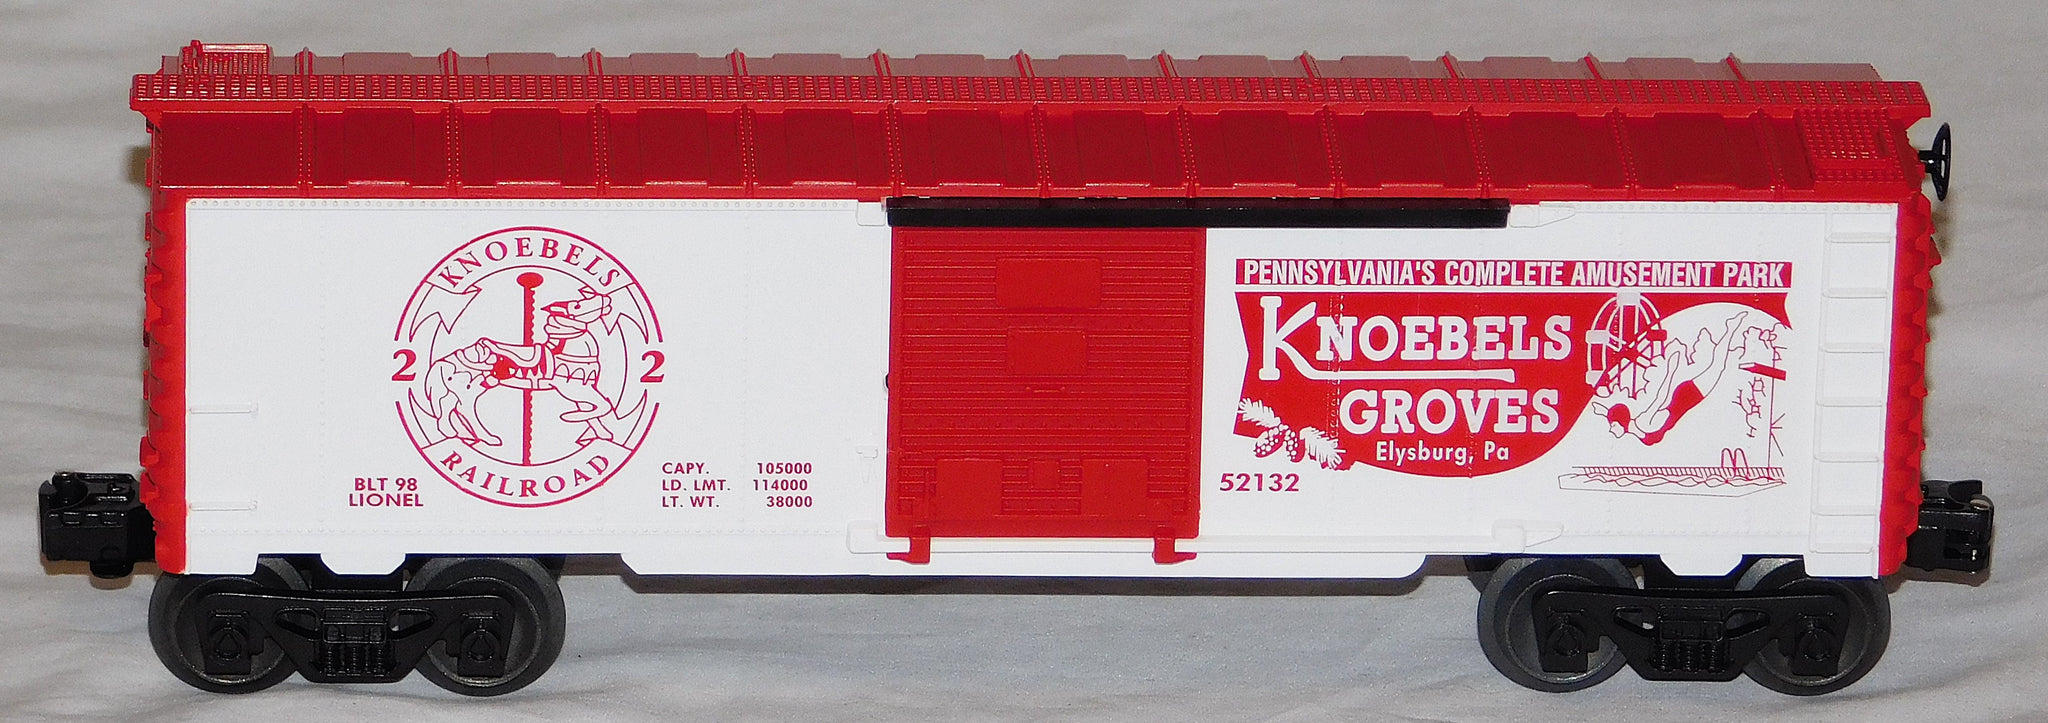 KNOEBELS
2 2
RAILROAD
BLT 98
LIONEL
CAPY. 105000
LD. LMT. 114000
LT. WT. 38000
PENNSYLVANIA'S COMPLETE AMUSEMENT PARK
KNOEBELS
GROVES
Elysburg, Pa
52132